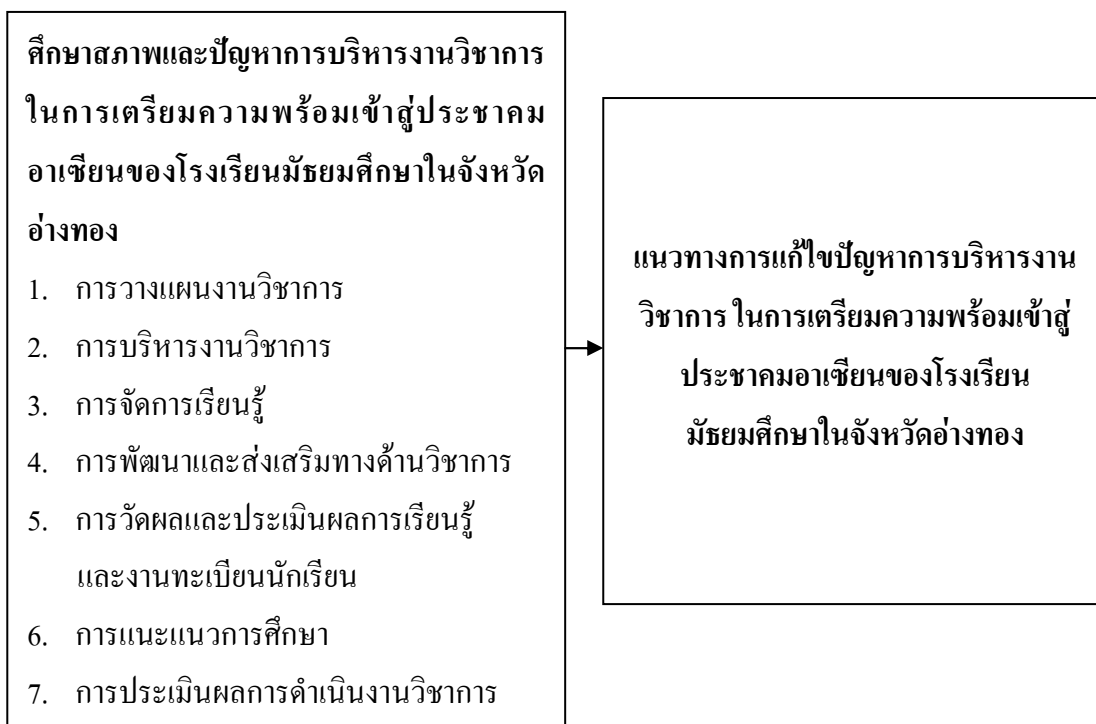 ศึกษาสภาพและปัญหาการบริหารงานวิชาการ
ในการเตรียมความพร้อมเข้าสู่ประชาคม
อาเซียนของโรงเรียนมัธยมศึกษาในจังหวัด
อ่างทอง
1. การวางแผนงานวิชาการ
2. การบริหารงานวิชาการ
3. การจัดการเรียนรู้
4. การพัฒนาและส่งเสริมทางด้านวิชาการ
5. การวัดผลและประเมินผลการเรียนรู้
และงานทะเบียนนักเรียน
6. การแนะแนวการศึกษา
7. การประเมินผลการดำเนินงานวิชาการ
แนวทางการแก้ไขปัญหาการบริหารงาน
วิชาการ ในการเตรียมความพร้อมเข้าสู่
ประชาคมอาเซียนของโรงเรียน
มัธยมศึกษาในจังหวัดอ่างทอง